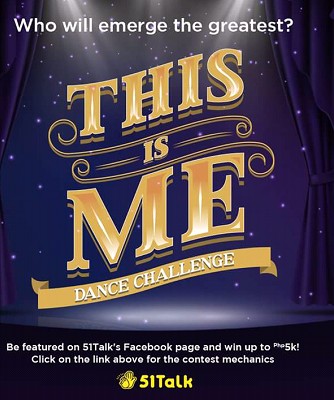 Who will emerge the greatest?
THIS
IS
ME
DANCE CHALLENGE
Be featured on 51Talk's Facebook page and win up to Php5k!
Click on the link above for the contest mechanics
51Talk